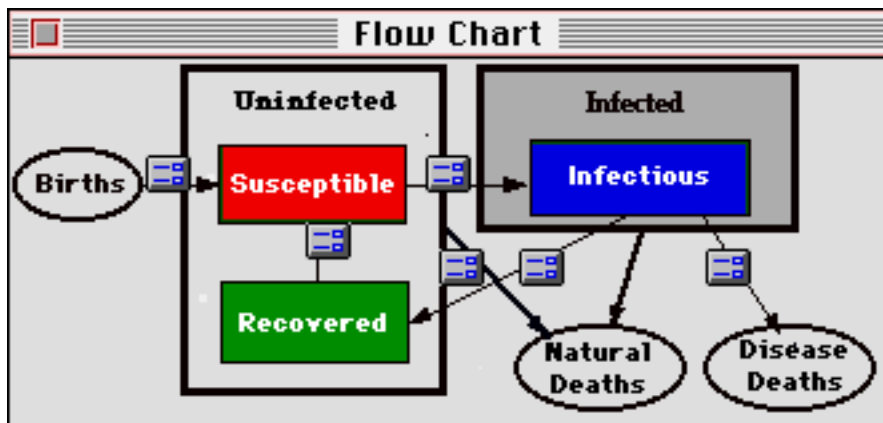 Flow Chart
Uninfected
Infected
Births
Susceptible
Infectious
Recovered
Natural
Deaths
Disease
Deaths